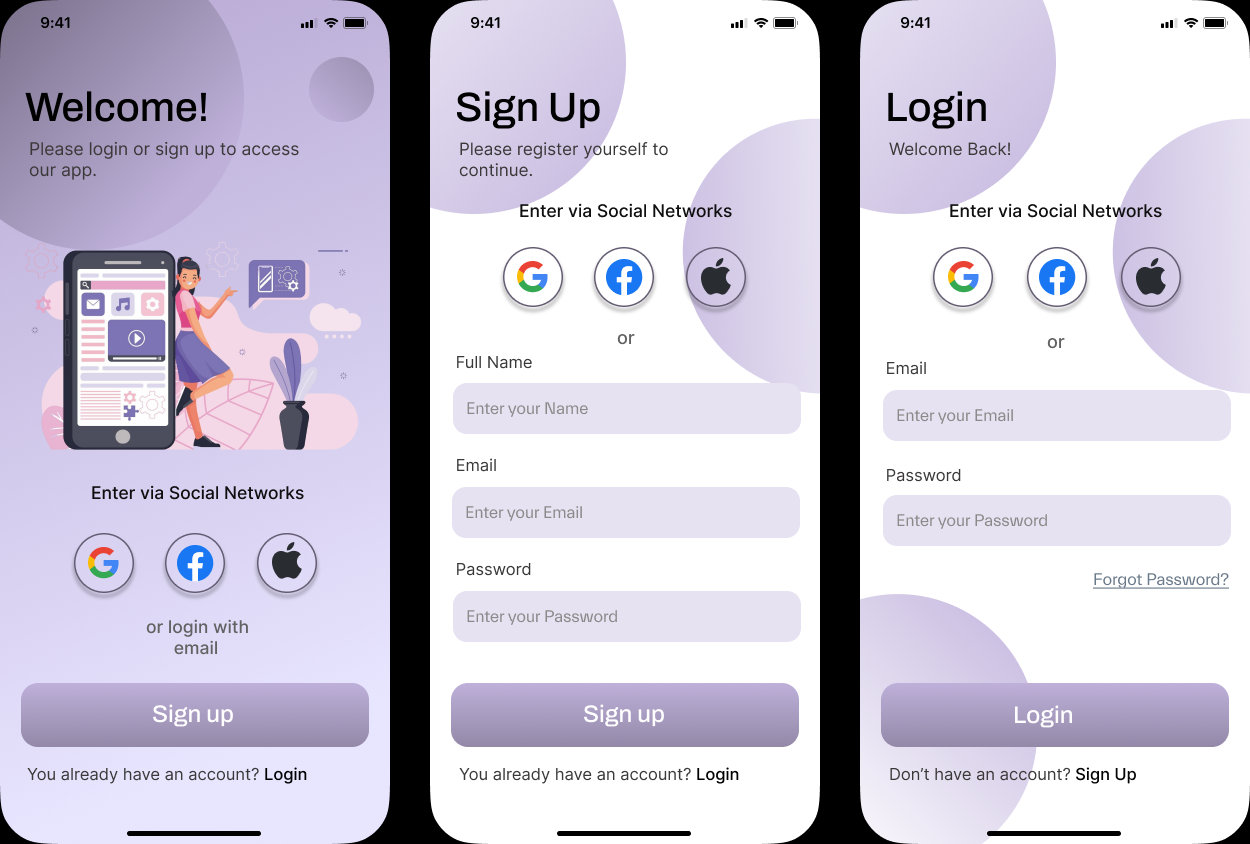 9:41
Welcome!
Please login or sign up to access
our app.
Enter via Social Networks
or login with
email
Sign up
You already have an account? Login
9:41
Sign Up
Please register yourself to
continue.
Enter via Social Networks
or
Full Name
Enter your Name
Email
Enter your Email
Password
Enter your Password
Sign up
You already have an account? Login
9:41
Login
Welcome Back!
Enter via Social Networks
or
Email
Enter your Email
Password
Enter your Password
Forgot Password?
Login
Don’t have an account? Sign Up